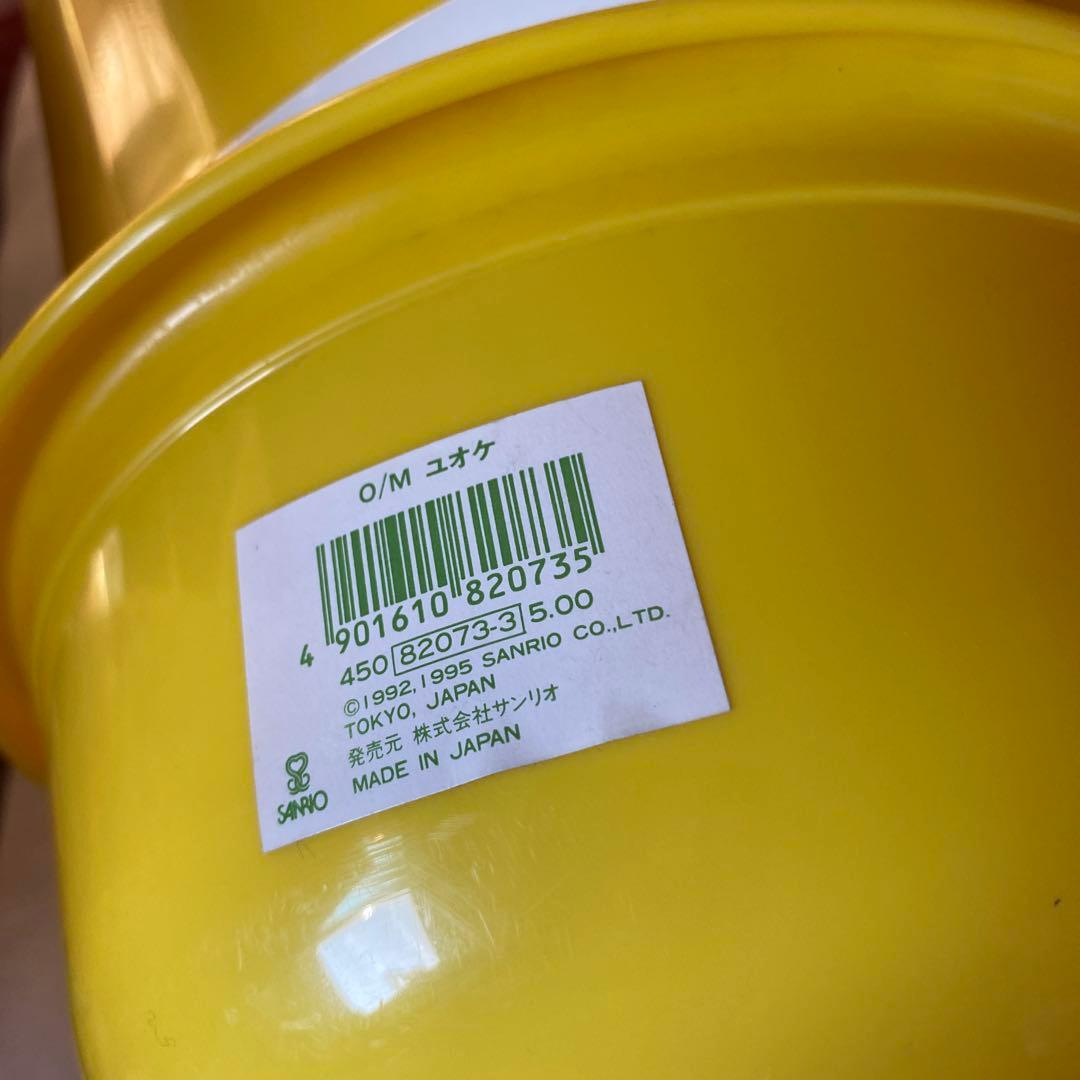 O/M ユオケ
4 901610 820735
450 82073-3 5.00
©1992, 1995 SANRIO CO.,LTD.
TOKYO, JAPAN
発売元 株式会社サンリオ
MADE IN JAPAN
SANRIO